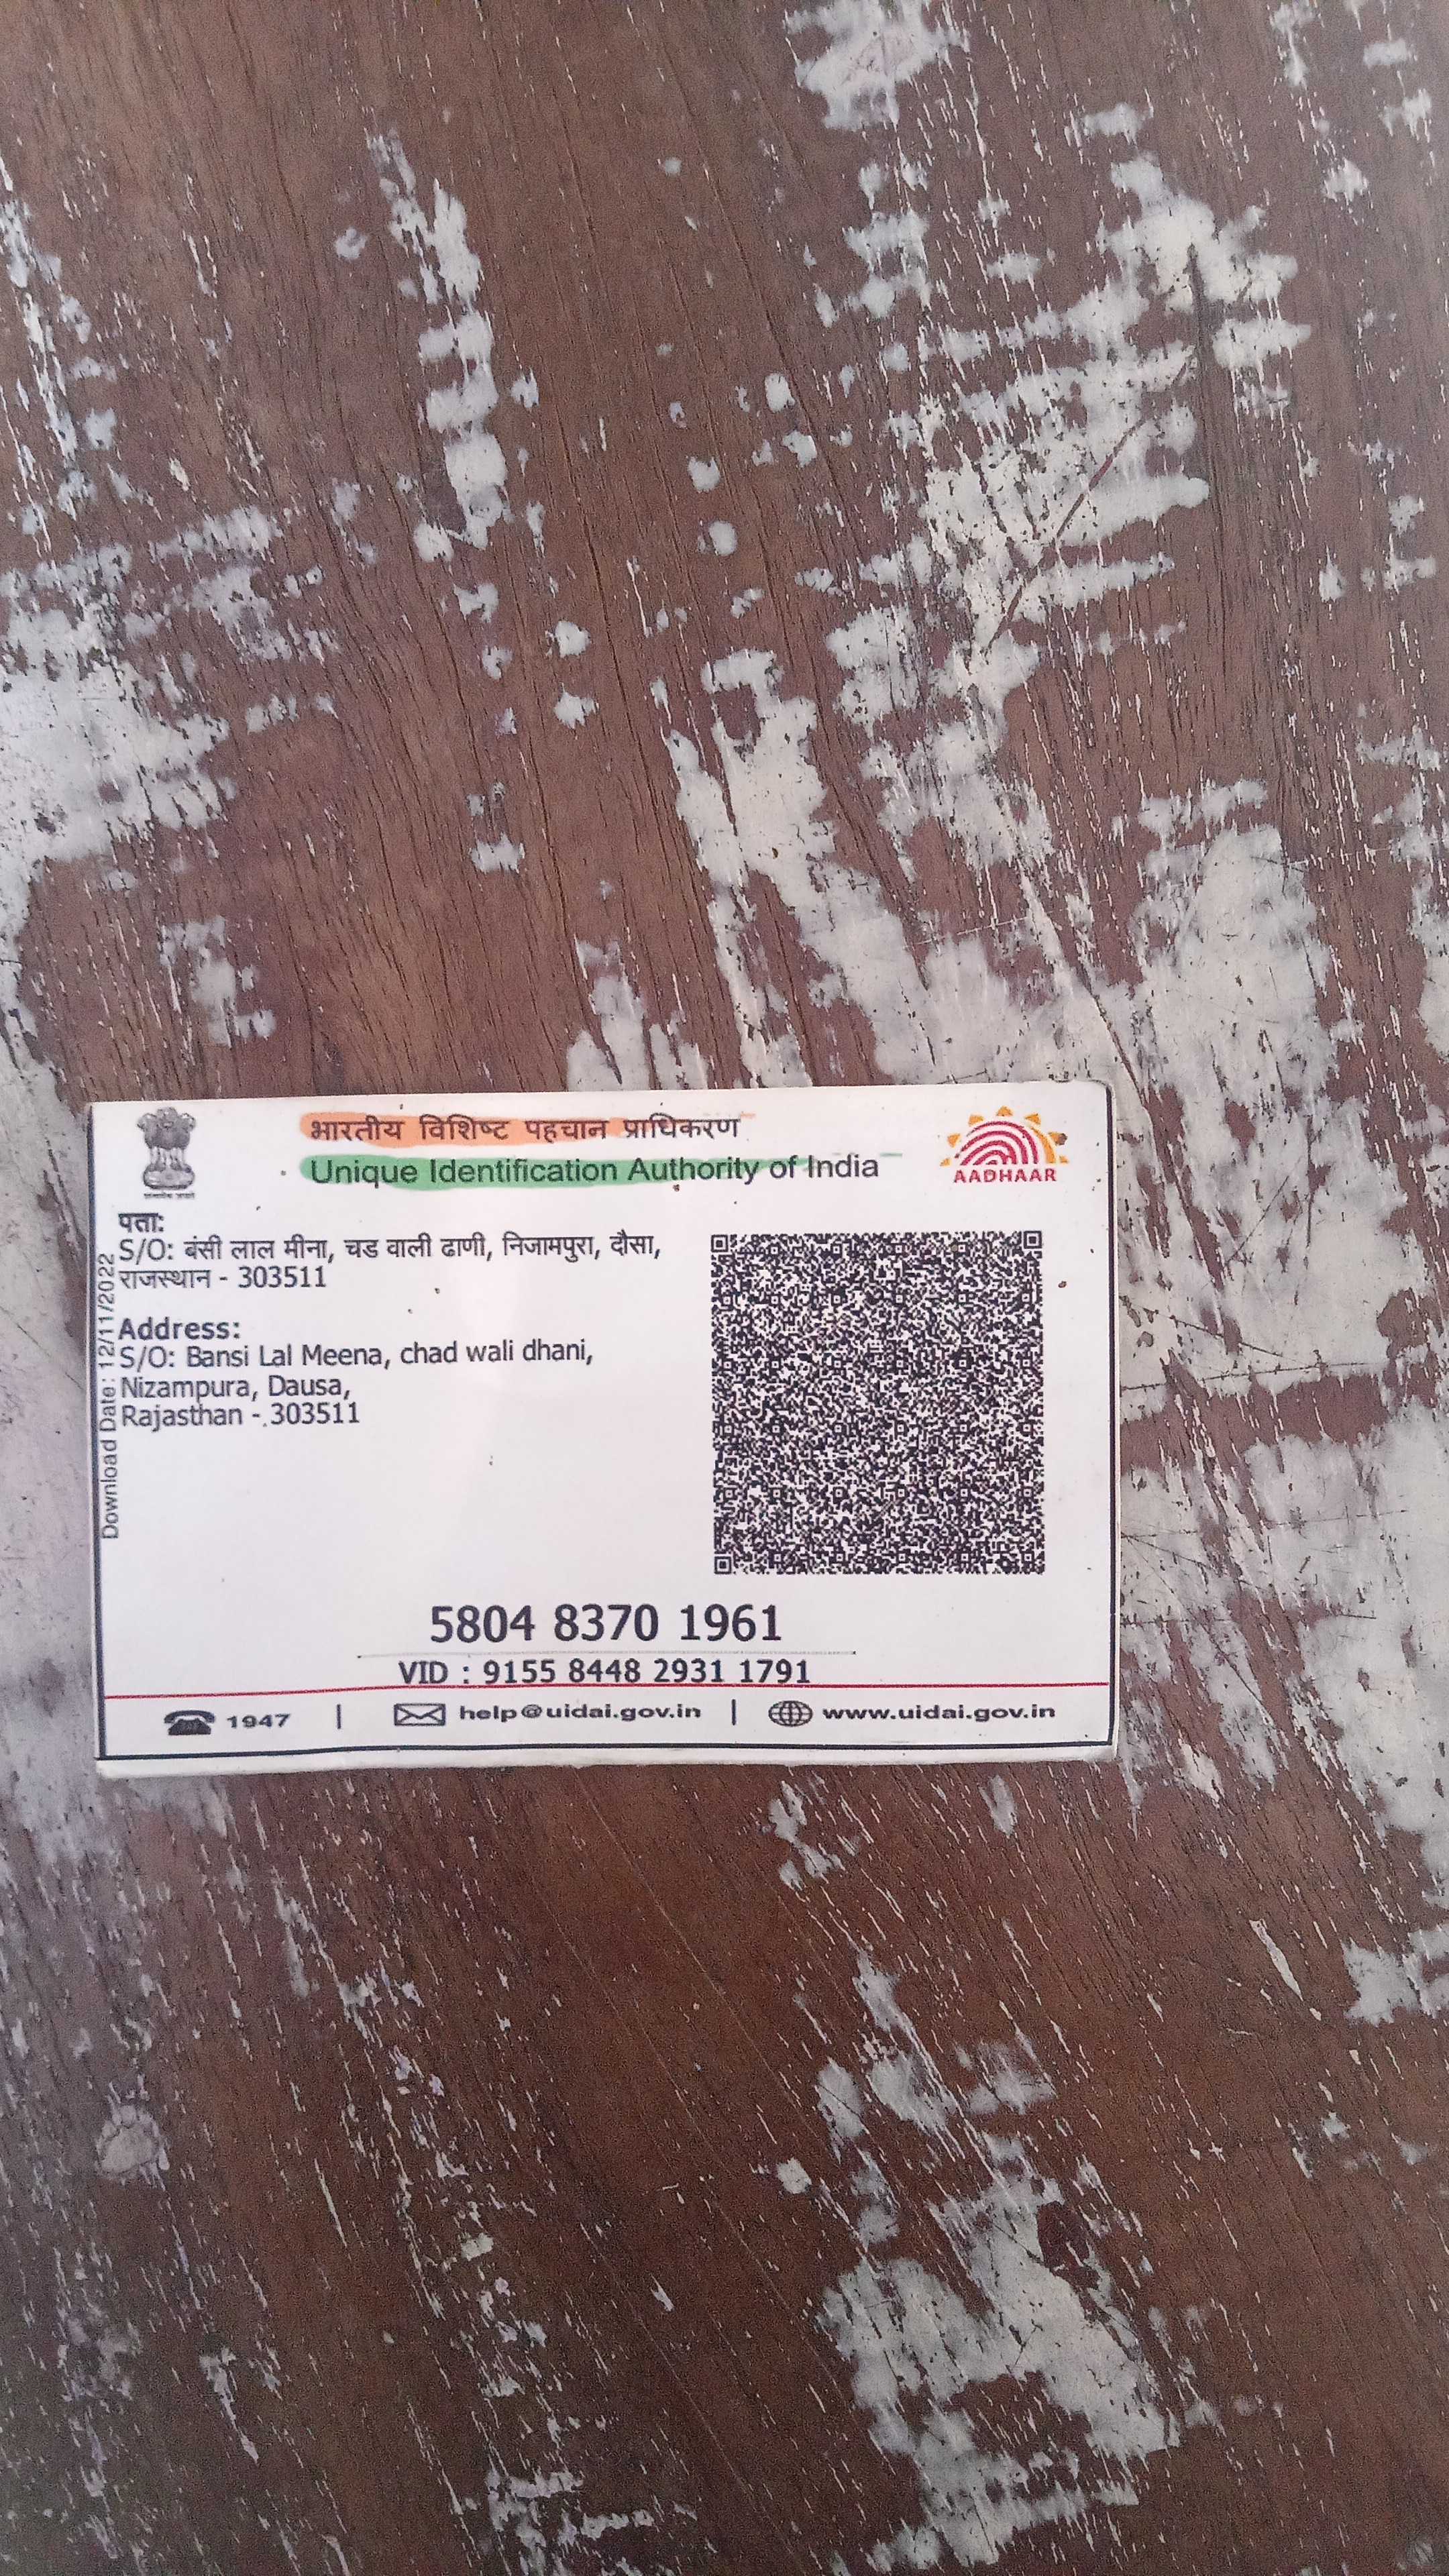 भारतीय विशिष्ट पहचान प्राधिकरण
Unique Identification Authority of India
AADHAAR
पता:
S/O: बंसी लाल मीना, चड वाली ढाणी, निजामपुरा, दौसा,
राजस्थान - 303511
Address:
S/O: Bansi Lal Meena, chad wali dhani,
Nizampura, Dausa,
Rajasthan - 303511
Download Date: 12/11/2022
5804 8370 1961
VID : 9155 8448 2931 1791
1947 | help@uidai.gov.in | www.uidai.gov.in